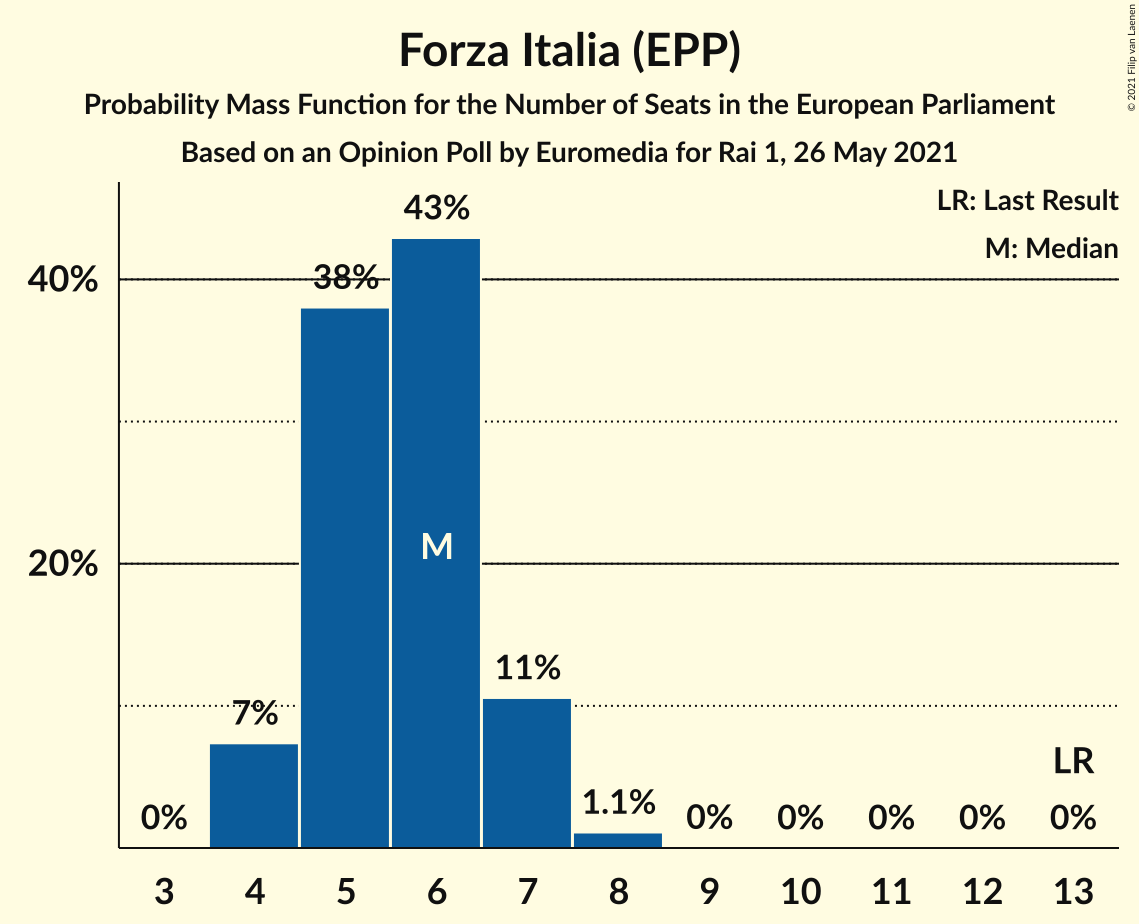 Forza Italia (EPP)
Probability Mass Function for the Number of Seats in the European Parliament
Based on an Opinion Poll by Euromedia for Rai 1, 26 May 2021
© 2021 Filip van Laenen
LR: Last Result
M: Median
43%
38%
40%
M
20%
11%
7%
LR
1.1%
0%
0%
0%
0%
0%
0%
3 4 5 6 7 8 9 10 11 12 13